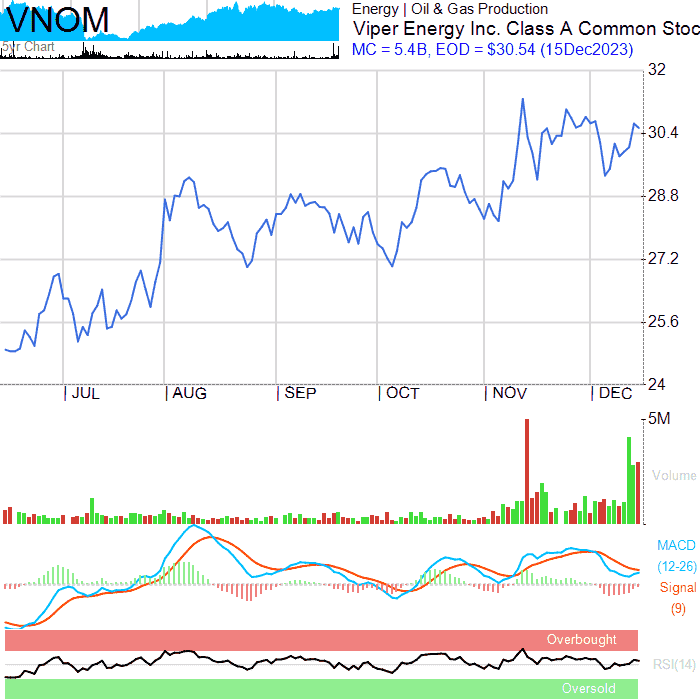 VNOM
5yr Chart
Energy | Oil & Gas Production
Viper Energy Inc. Class A Common Stoc
MC = 5.4B, EOD = $30.54 (15Dec2023)
32
30.4
28.8
27.2
25.6
24
JUL
AUG
SEP
OCT
NOV
DEC
5M
Volume
MACD
(12-26)
Signal
(9)
Overbought
RSI(14)
Oversold